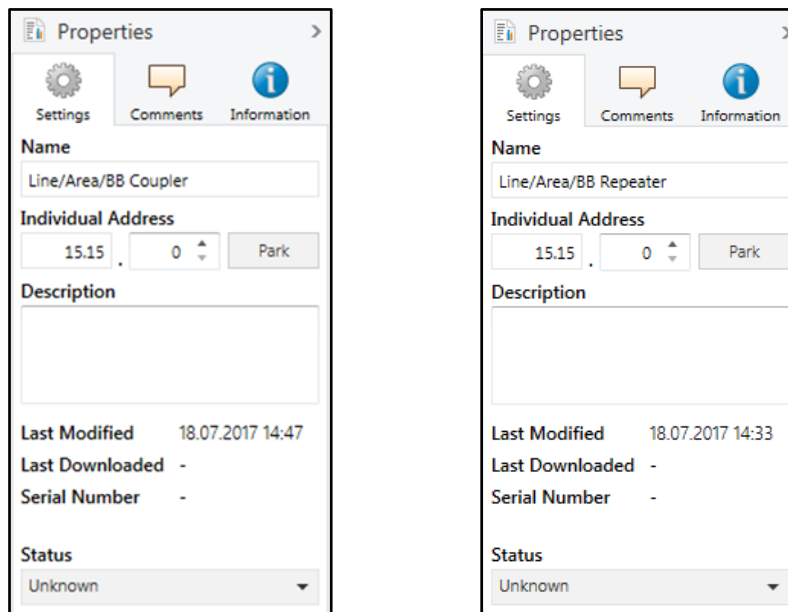 Properties
Settings Comments Information
Name
Line/Area/BB Coupler
Individual Address
15.15 . 0 Park
Description
Last Modified 18.07.2017 14:47
Last Downloaded -
Serial Number -
Status
Unknown
Properties
Settings Comments Information
Name
Line/Area/BB Repeater
Individual Address
15.15 . 0 Park
Description
Last Modified 18.07.2017 14:33
Last Downloaded -
Serial Number -
Status
Unknown